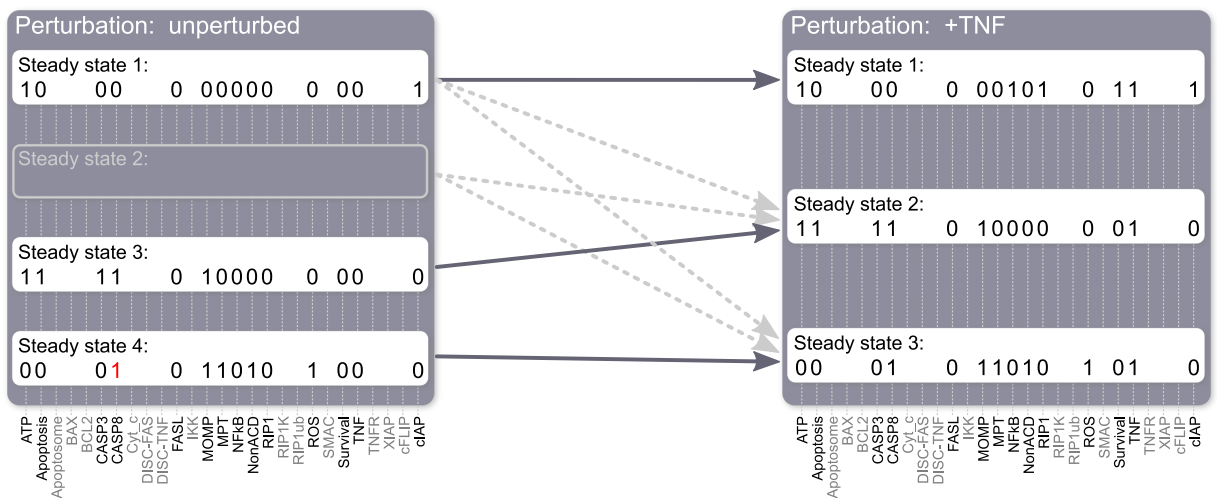 Perturbation: unperturbed
Steady state 1:
10 00 0 00000 0 00 1
Steady state 2:
Steady state 3:
11 11 0 10000 0 00 0
Steady state 4:
00 01 0 11010 1 00 0
ATP
Apoptosis
Apoptosome
BAX
BCL2
CASP3
CASP8
Cyt_c
DISC-FAS
DISC-TNF
FASL
IKK
MOMP
MPT
NFkB
NonACD
RIP1
RIP1K
RIP1ub
ROS
SMAC
Survival
TNF
TNFR
XIAP
cFLIP
cIAP
Perturbation: +TNF
Steady state 1:
10 00 0 00101 0 11 1
Steady state 2:
11 11 0 10000 0 01 0
Steady state 3:
00 01 0 11010 1 01 0
ATP
Apoptosis
Apoptosome
BAX
BCL2
CASP3
CASP8
Cyt_c
DISC-FAS
DISC-TNF
FASL
IKK
MOMP
MPT
NFkB
NonACD
RIP1
RIP1K
RIP1ub
ROS
SMAC
Survival
TNF
TNFR
XIAP
cFLIP
cIAP